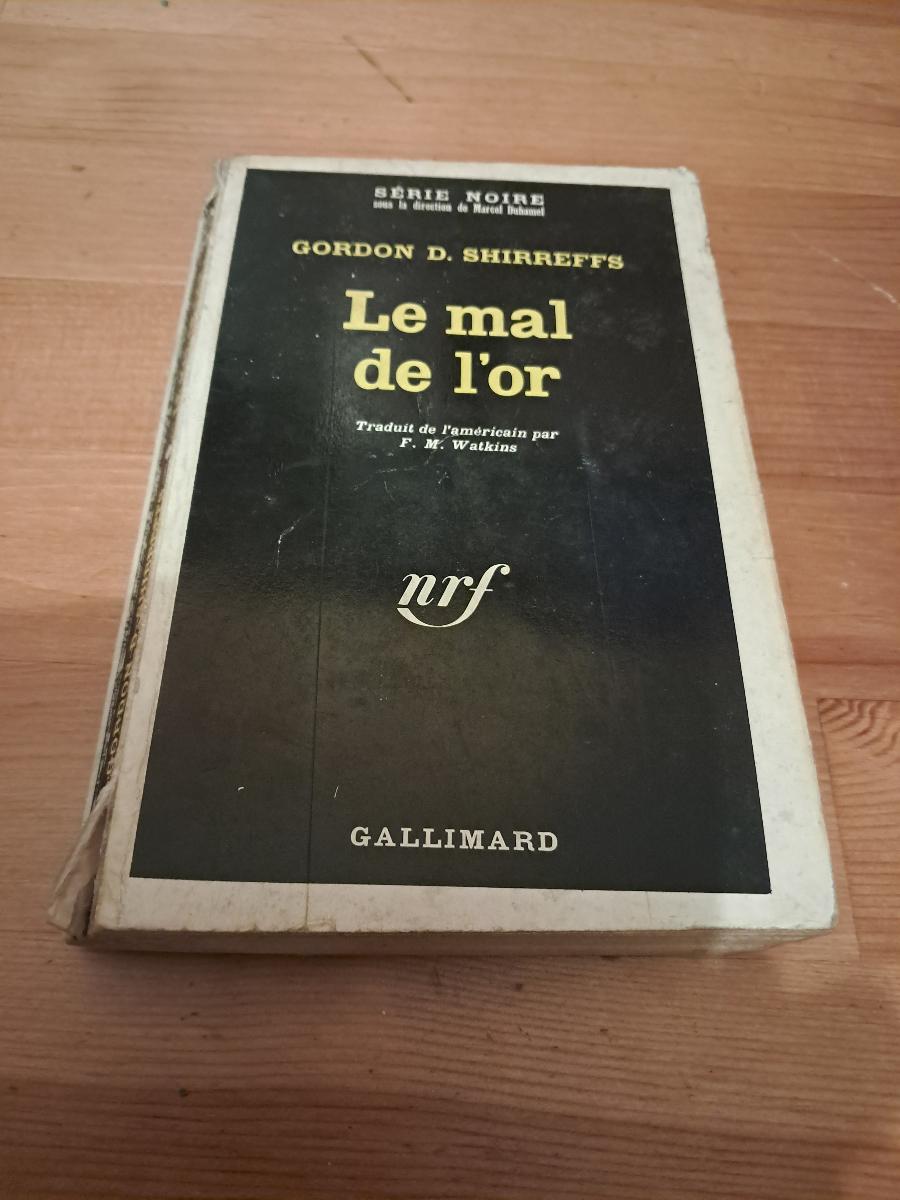 SÉRIE NOIRE
sous la direction de Marcel Duhamel
GORDON D. SHIRREFFS
Le mal
de l'or
Traduit de l'américain par
F. M. Watkins
nrf
GALLIMARD